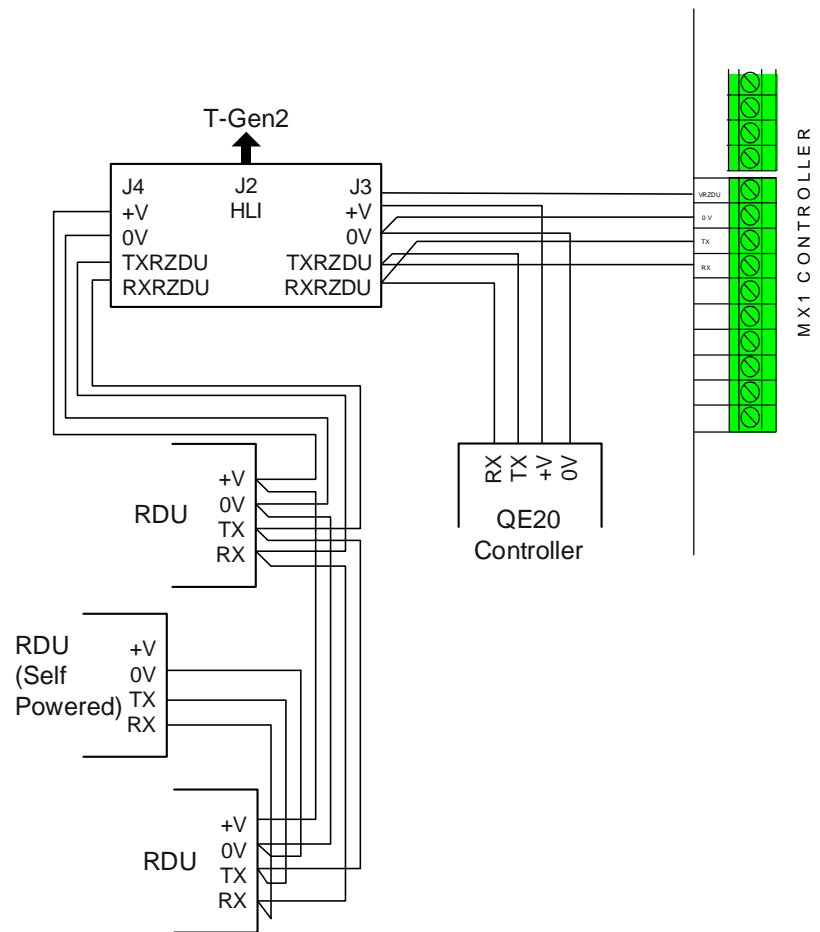 T-Gen2
J4 J2 J3
+V HLI +V
0V 0V
TXRZDU TXRZDU
RXRZDU RXRZDU
VRZDU
0 V
TX
RX
MX1 CONTROLLER
RX TX +V 0V
QE20
Controller
RDU
+V
0V
TX
RX
RDU
(Self
Powered)
+V
0V
TX
RX
RDU
+V
0V
TX
RX